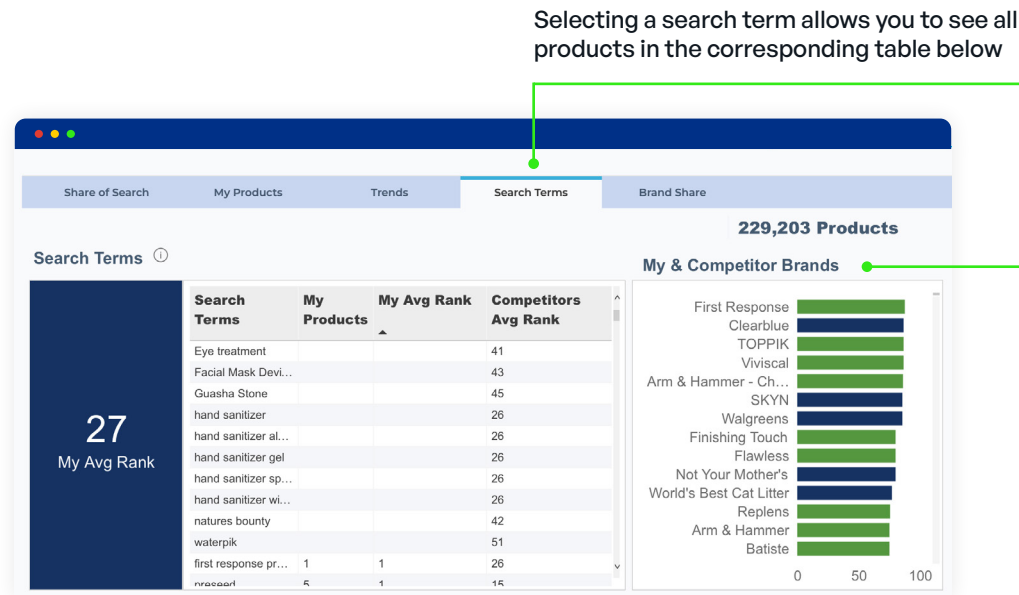 Selecting a search term allows you to see all
products in the corresponding table below
Share of Search My Products Trends Search Terms Brand Share
229,203 Products
Search Terms
My & Competitor Brands
27
My Avg Rank
Search Terms My Products My Avg Rank Competitors Avg Rank
Eye treatment 41
Facial Mask Devi... 43
Guasha Stone 45
hand sanitizer 26
hand sanitizer al... 26
hand sanitizer gel 26
hand sanitizer sp... 26
hand sanitizer wi... 26
natures bounty 42
waterpik 51
first response pr... 1 1 26
preseed 5 1 15
First Response
Clearblue
TOPPIK
Viviscal
Arm & Hammer - Ch...
SKYN
Walgreens
Finishing Touch
Flawless
Not Your Mother's
World's Best Cat Litter
Replens
Arm & Hammer
Batiste
0 50 100